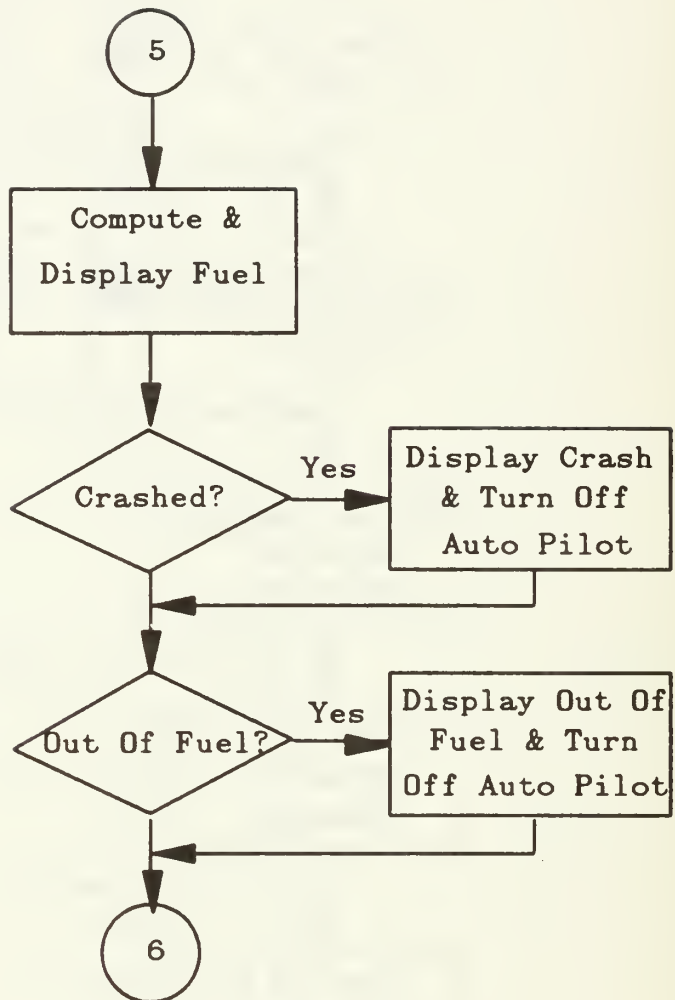 5
Compute &
Display Fuel
Crashed?
Yes
Display Crash
& Turn Off
Auto Pilot
Out Of Fuel?
Yes
Display Out Of
Fuel & Turn
Off Auto Pilot
6